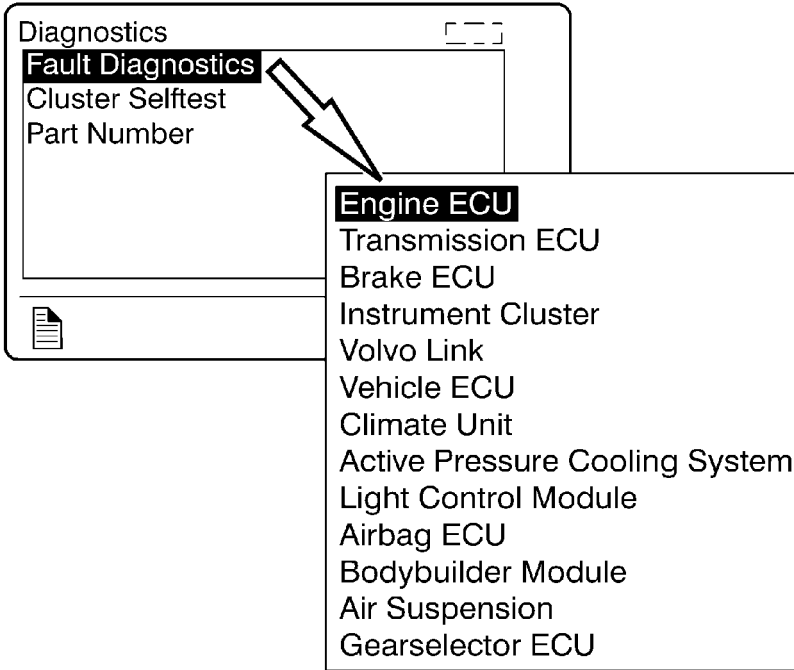 Diagnostics
Fault Diagnostics
Cluster Selftest
Part Number
Engine ECU
Transmission ECU
Brake ECU
Instrument Cluster
Volvo Link
Vehicle ECU
Climate Unit
Active Pressure Cooling System
Light Control Module
Airbag ECU
Bodybuilder Module
Air Suspension
Gearselector ECU